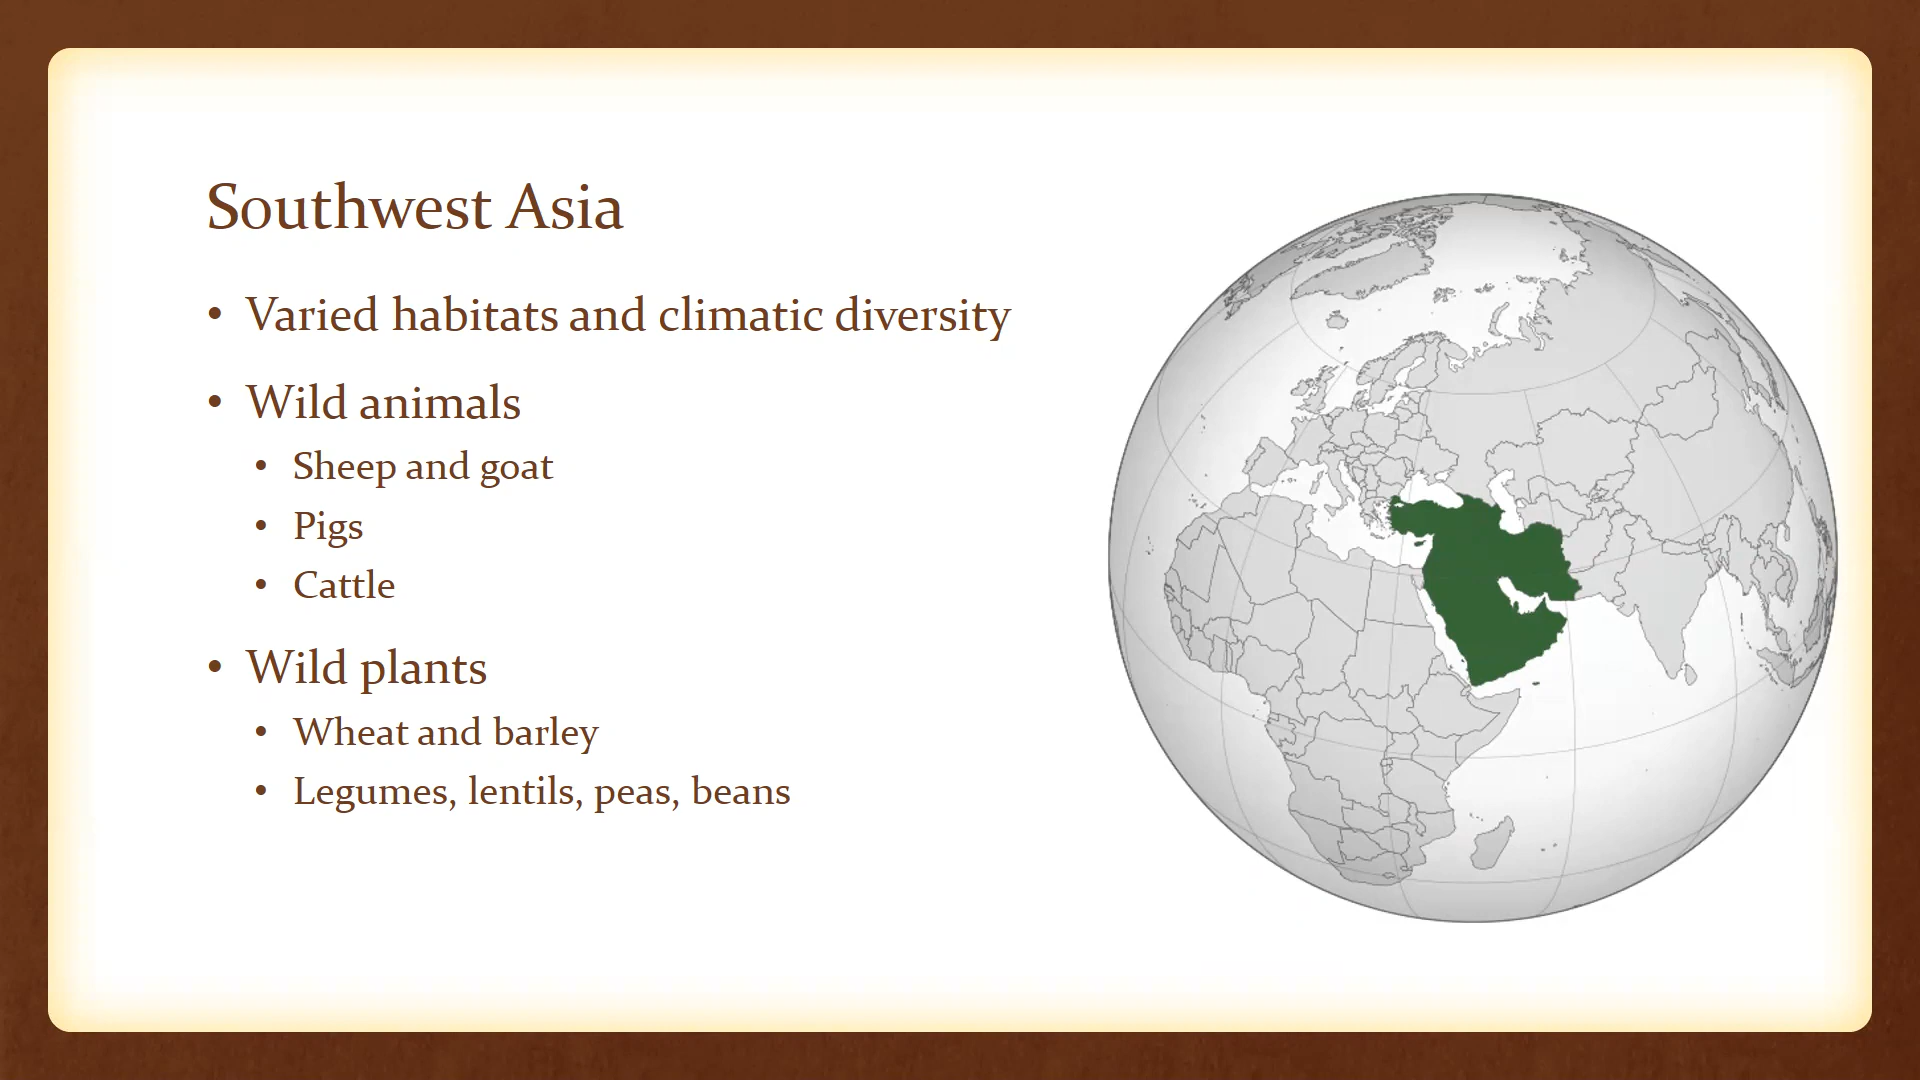 Southwest Asia
• Varied habitats and climatic diversity
• Wild animals
• Sheep and goat
• Pigs
• Cattle
• Wild plants
• Wheat and barley
• Legumes, lentils, peas, beans